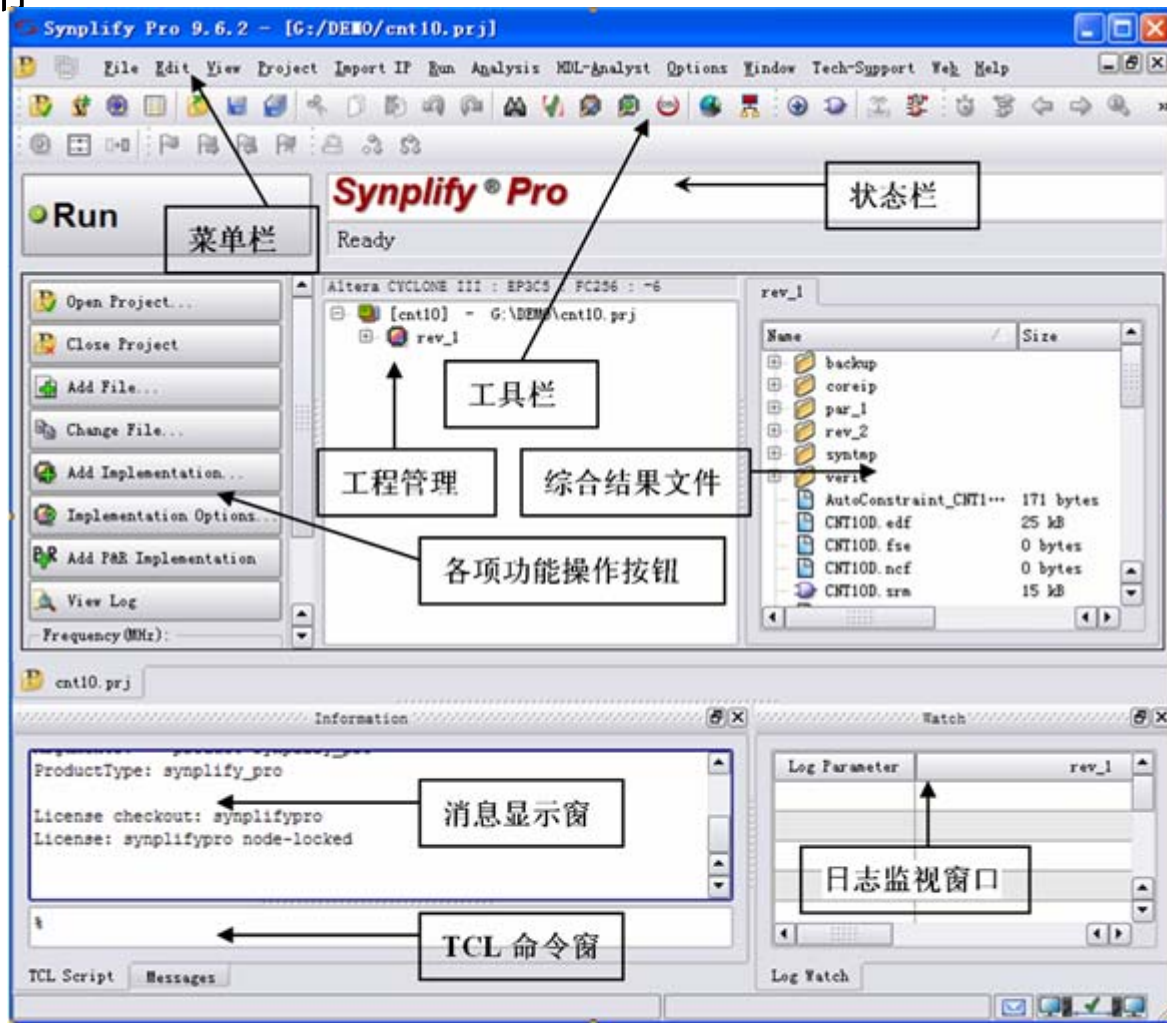 Synplify Pro 9.6.2 - [G:/DEMO/cnt10.prj]
File Edit View Project Import IP Run Analysis HDL-Analyst Options Window Tech-Support Web Help
Run
Synplify® Pro
状态栏
菜单栏
Ready
Open Project...
Close Project
Add File...
Change File...
Add Implementation...
Implementation Options...
Add P&R Implementation
View Log
Frequency(MHz):
Altera CYCLONE III : EP3C5 : FC256 : -6
[cnt10] - G:\DEMO\cnt10.prj
rev_1
工具栏
工程管理
综合结果文件
各项功能操作按钮
rev_1
Name Size
backup
coreip
par_1
rev_2
syntmp
verif
AutoConstraint_CNT1… 171 bytes
CNT10D.edf 25 kB
CNT10D.fse 0 bytes
CNT10D.ncf 0 bytes
CNT10D.srm 15 kB
cnt10.prj
Information
ProductType: synplify_pro
License checkout: synplifypro
License: synplifypro node-locked
消息显示窗
%
TCL 命令窗
TCL Script Messages
Watch
Log Parameter rev_1
日志监视窗口
Log Watch